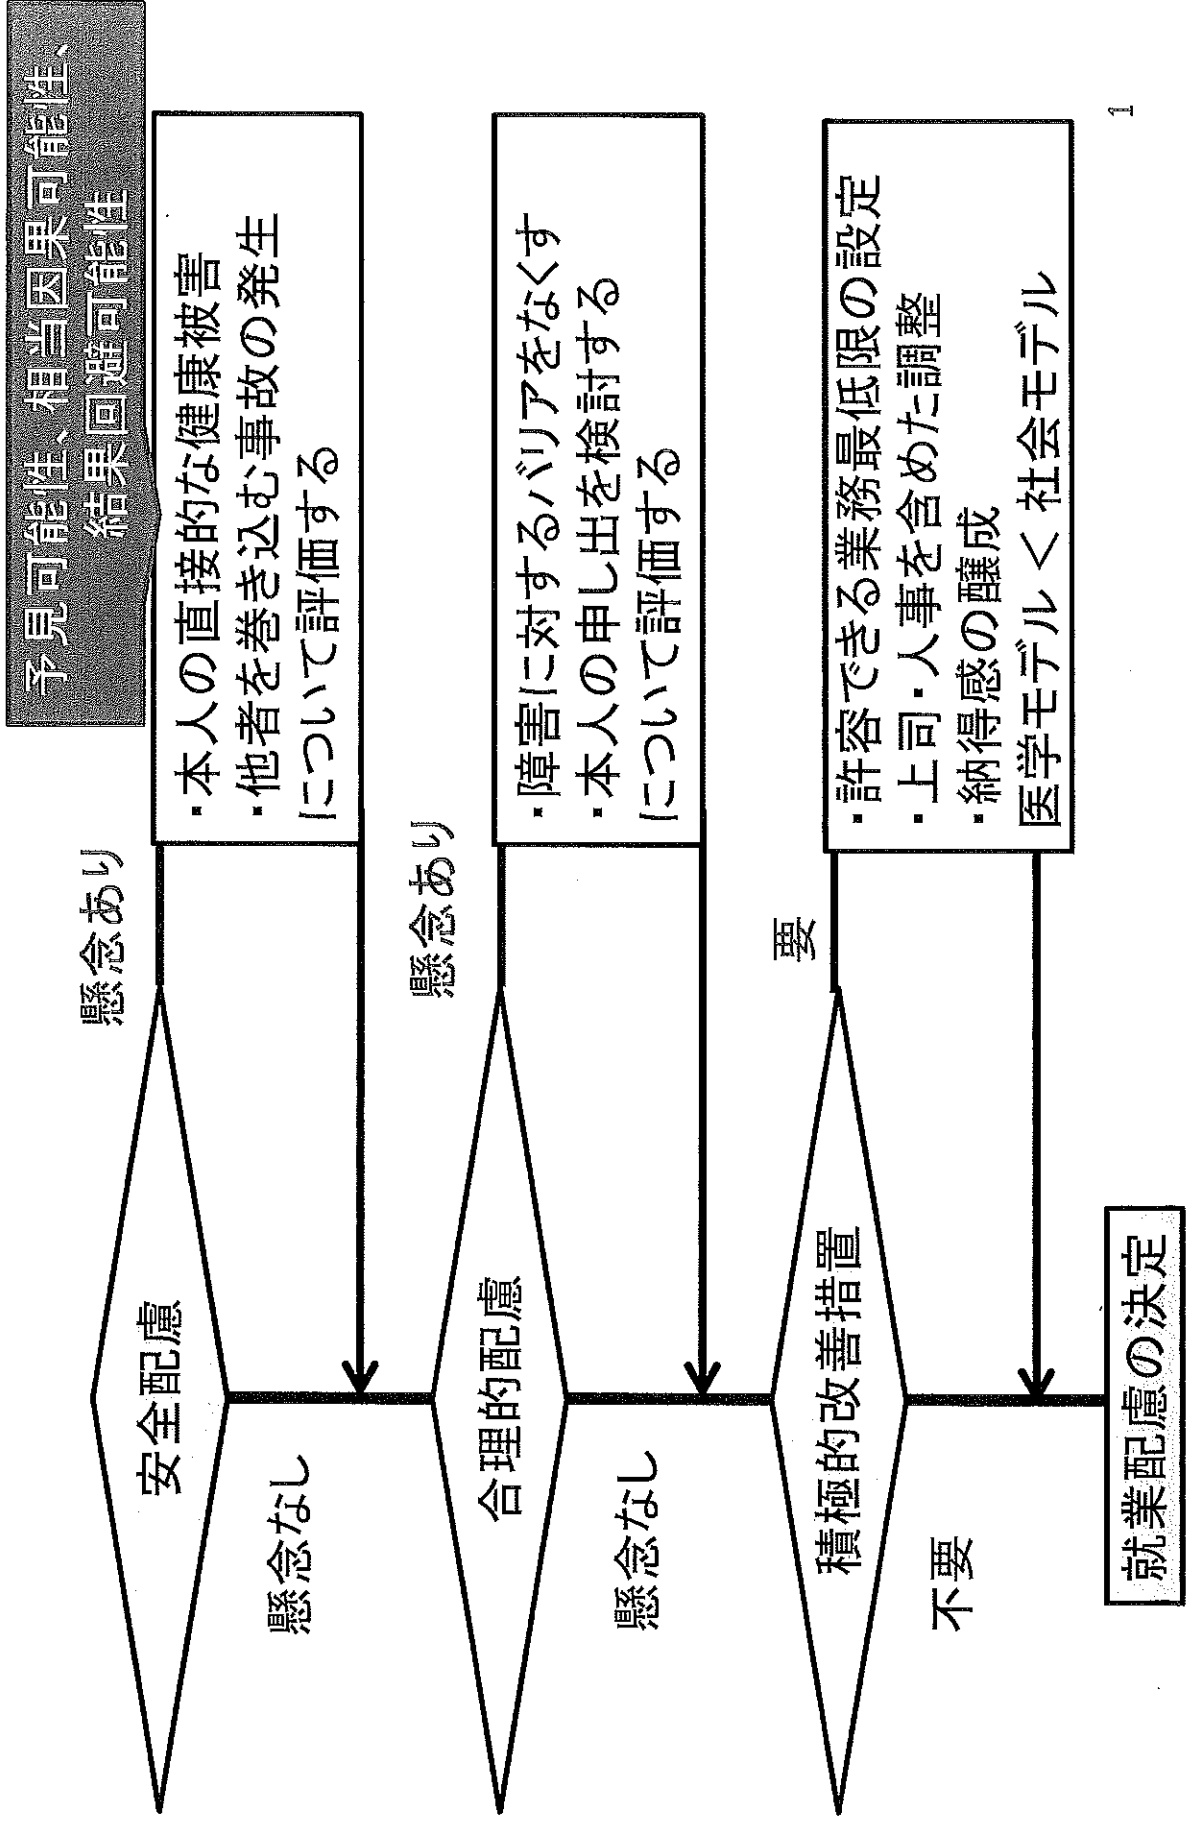 予見可能性、相当因果可能性、
結果回避可能性
安全配慮
懸念あり
・本人の直接的な健康被害
・他者を巻き込む事故の発生
について評価する
懸念なし
合理的配慮
懸念あり
・障害に対するバリアをなくす
・本人の申し出を検討する
について評価する
懸念なし
積極的改善措置
要
・許容できる業務最低限の設定
・上司・人事を含めた調整
・納得感の醸成
医学モデル < 社会モデル
不要
就業配慮の決定
1